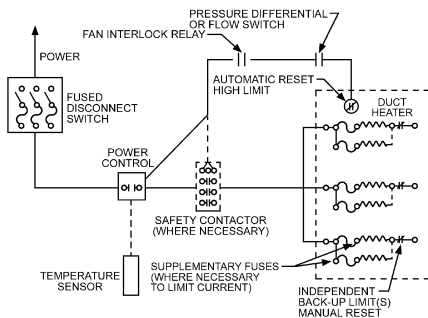 PRESSURE DIFFERENTIAL
OR FLOW SWITCH
FAN INTERLOCK RELAY
POWER
AUTOMATIC RESET
HIGH LIMIT
FUSED
DISCONNECT
SWITCH
DUCT
HEATER
POWER
CONTROL
SAFETY CONTACTOR
(WHERE NECESSARY)
TEMPERATURE
SENSOR
SUPPLEMENTARY FUSES
(WHERE NECESSARY
TO LIMIT CURRENT)
INDEPENDENT
BACK-UP LIMIT(S)
MANUAL RESET